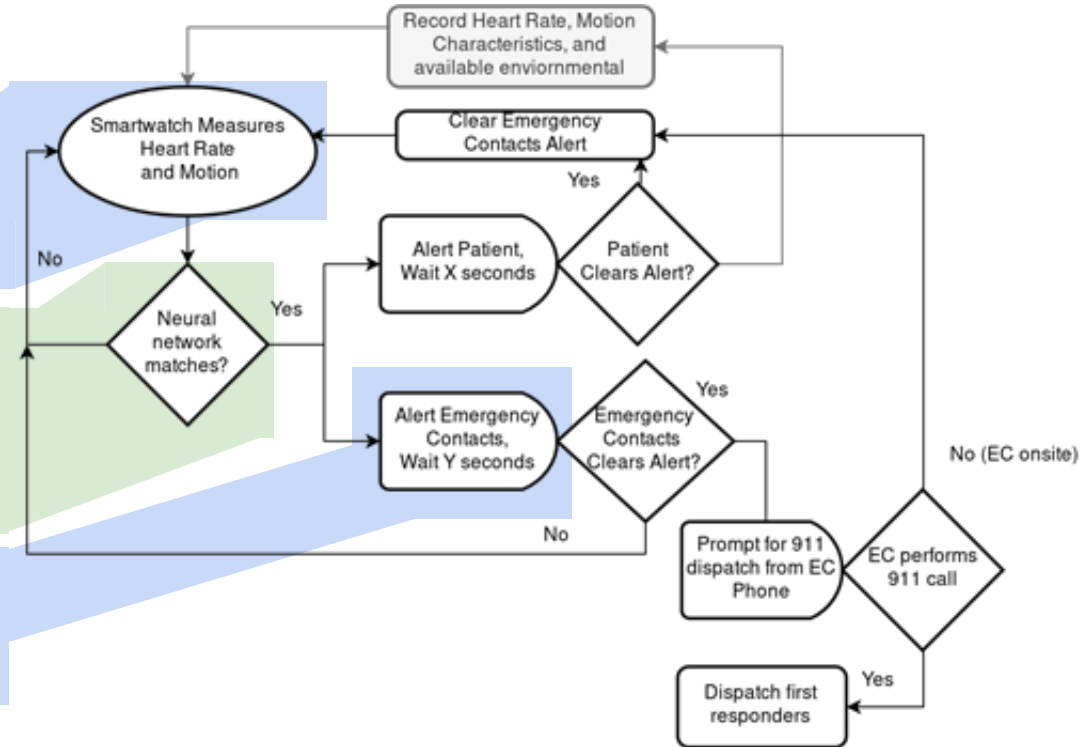 Record Heart Rate, Motion
Characteristics, and
available enviornmental
Clear Emergency
Contacts Alert
Smartwatch Measures
Heart Rate
and Motion
Yes
Alert Patient,
Wait X seconds
Patient
Clears Alert?
No
Yes
Neural
network
matches?
Yes
Alert Emergency
Contacts,
Wait Y seconds
Emergency
Contacts
Clears Alert?
No (EC onsite)
No
Prompt for 911
dispatch from EC
Phone
EC performs
911 call
Yes
Dispatch first
responders